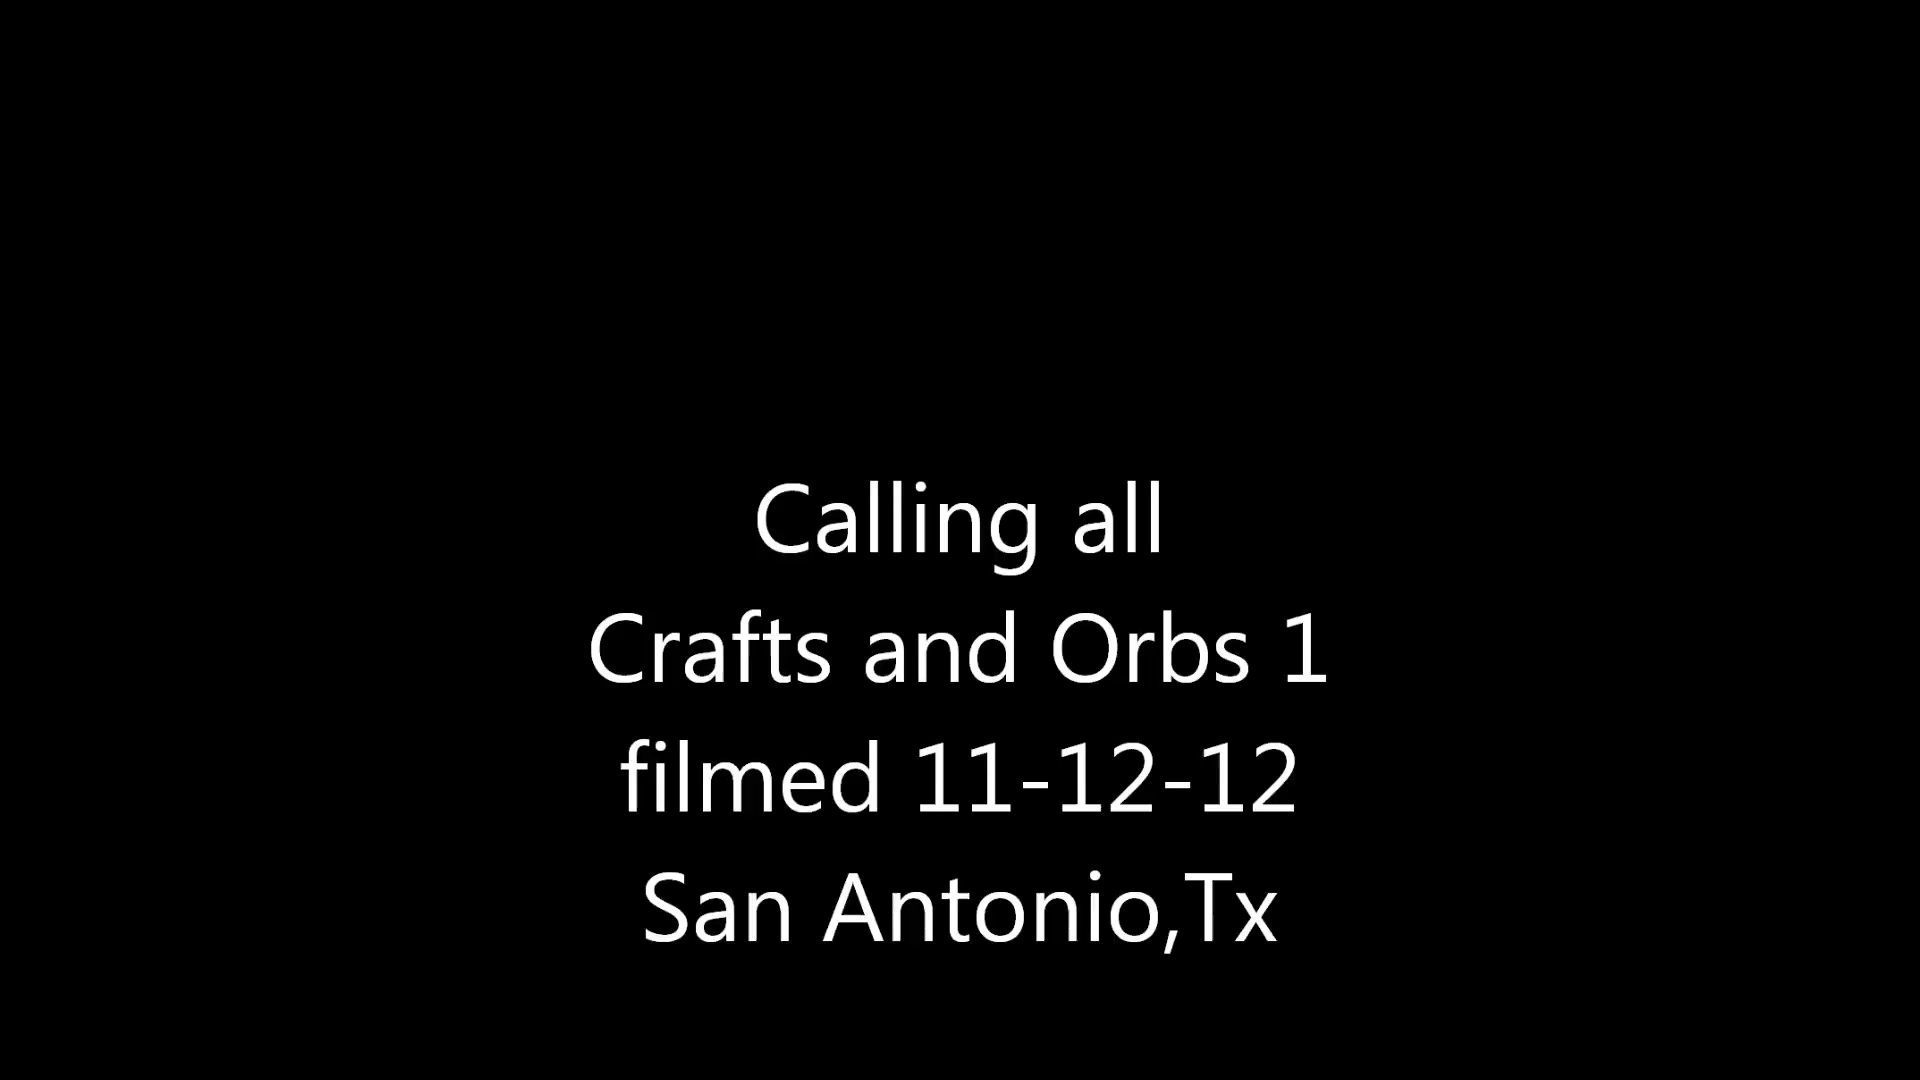 Calling all
Crafts and Orbs 1
filmed 11-12-12
San Antonio,Tx